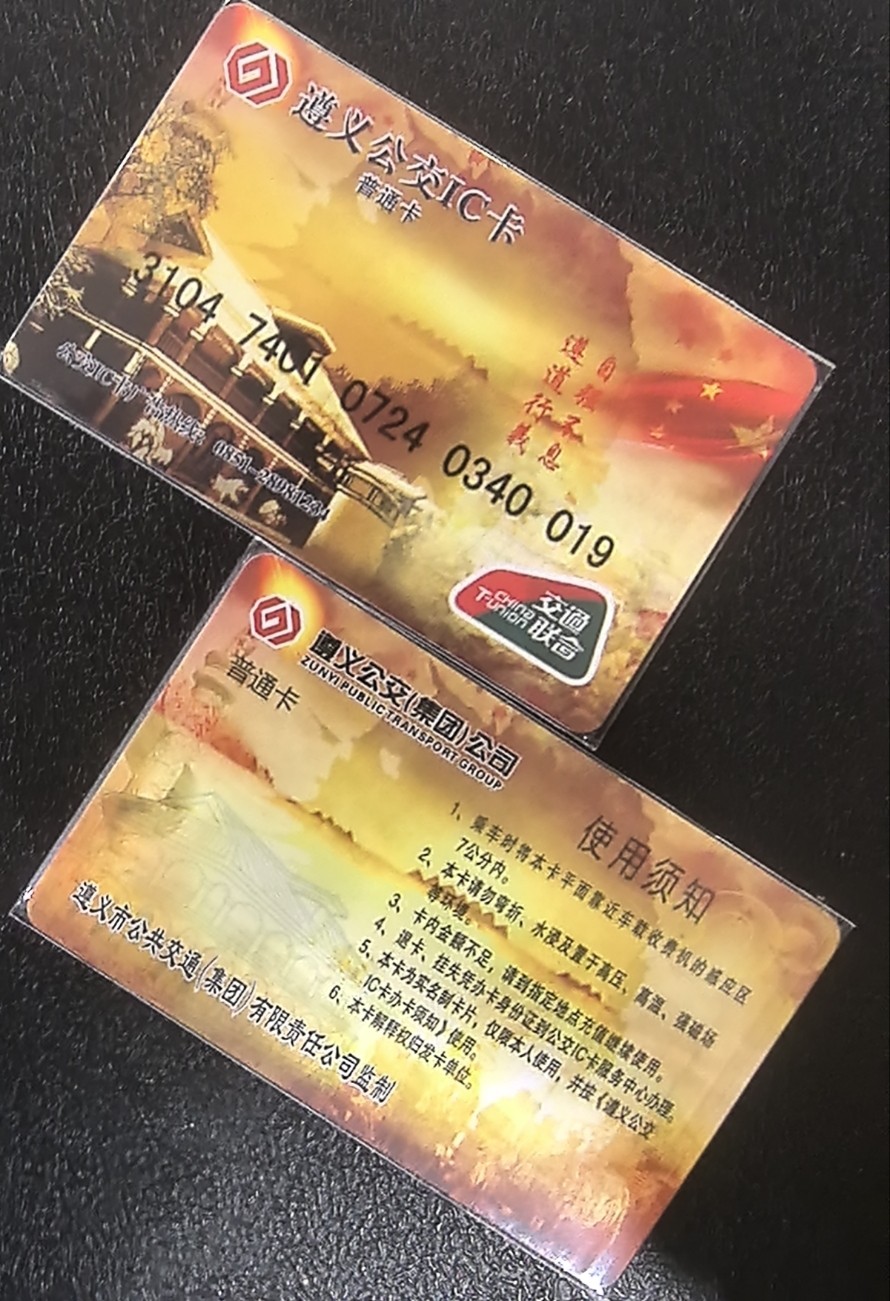 遵义公交IC卡
普通卡
3104 7401 0724 0340 019
遵道行義
自强不息
CHINA
T-UNION
交通
联合
遵义公交(集团)公司
ZUNYI PUBLIC TRANSPORT GROUP
普通卡
使用须知
1、乘车时将本卡平面靠近车载收费机的感应区
7公分内。
2、本卡请勿弯折、水浸及置于高压、高温、强磁场
等环境。
3、卡内金额不足，请到指定地点充值继续使用。
4、退卡、挂失凭办卡身份证到公交IC卡服务中心办理。
5、本卡为实名制卡片，仅限本人使用，并按《遵义公交
IC卡办卡须知》使用。
6、本卡解释权归发卡单位。
遵义市公共交通(集团)有限责任公司监制